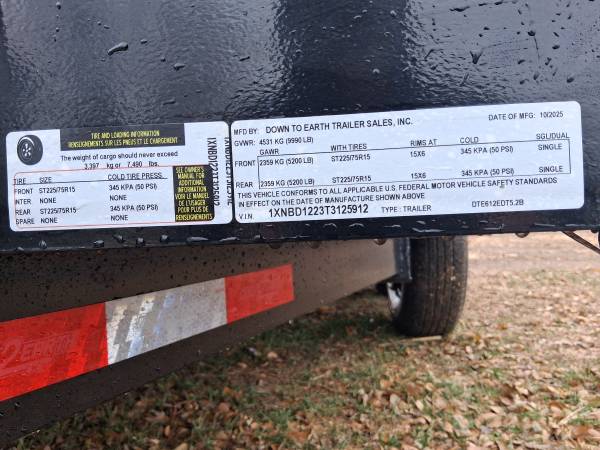 TIRE AND LOADING INFORMATION
RENSEIGNEMENTS SUR LES PNEUS ET LE CHARGEMENT
The weight of cargo should never exceed
3,397 kg or 7,490 lbs.
TIRE SIZE COLD TIRE PRESS.
FRONT ST225/75R15 345 KPA (50 PSI)
INTER NONE NONE
REAR ST225/75R15 345 KPA (50 PSI)
SPARE NONE NONE
SEE OWNER'S
MANUAL FOR
ADDITIONAL
INFORMATION
VOIR LE MANUEL
DE L'USAGER
POUR PLUS DE
RENSEIGNEMENTS
MFD BY: DOWN TO EARTH TRAILER SALES, INC. DATE OF MFG: 10/2025
GVWR: 4531 KG (9990 LB)
GAWR WITH TIRES RIMS AT COLD SGL/DUAL
FRONT 2359 KG (5200 LB) ST225/75R15 15X6 345 KPA (50 PSI) SINGLE
REAR 2359 KG (5200 LB) ST225/75R15 15X6 345 KPA (50 PSI) SINGLE
THIS VEHICLE CONFORMS TO ALL APPLICABLE U.S. FEDERAL MOTOR VEHICLE SAFETY STANDARDS
IN EFFECT ON THE DATE OF MANUFACTURE SHOWN ABOVE
V.I.N. 1XNBD1223T3125912 TYPE: TRAILER DTE612EDT5.2B